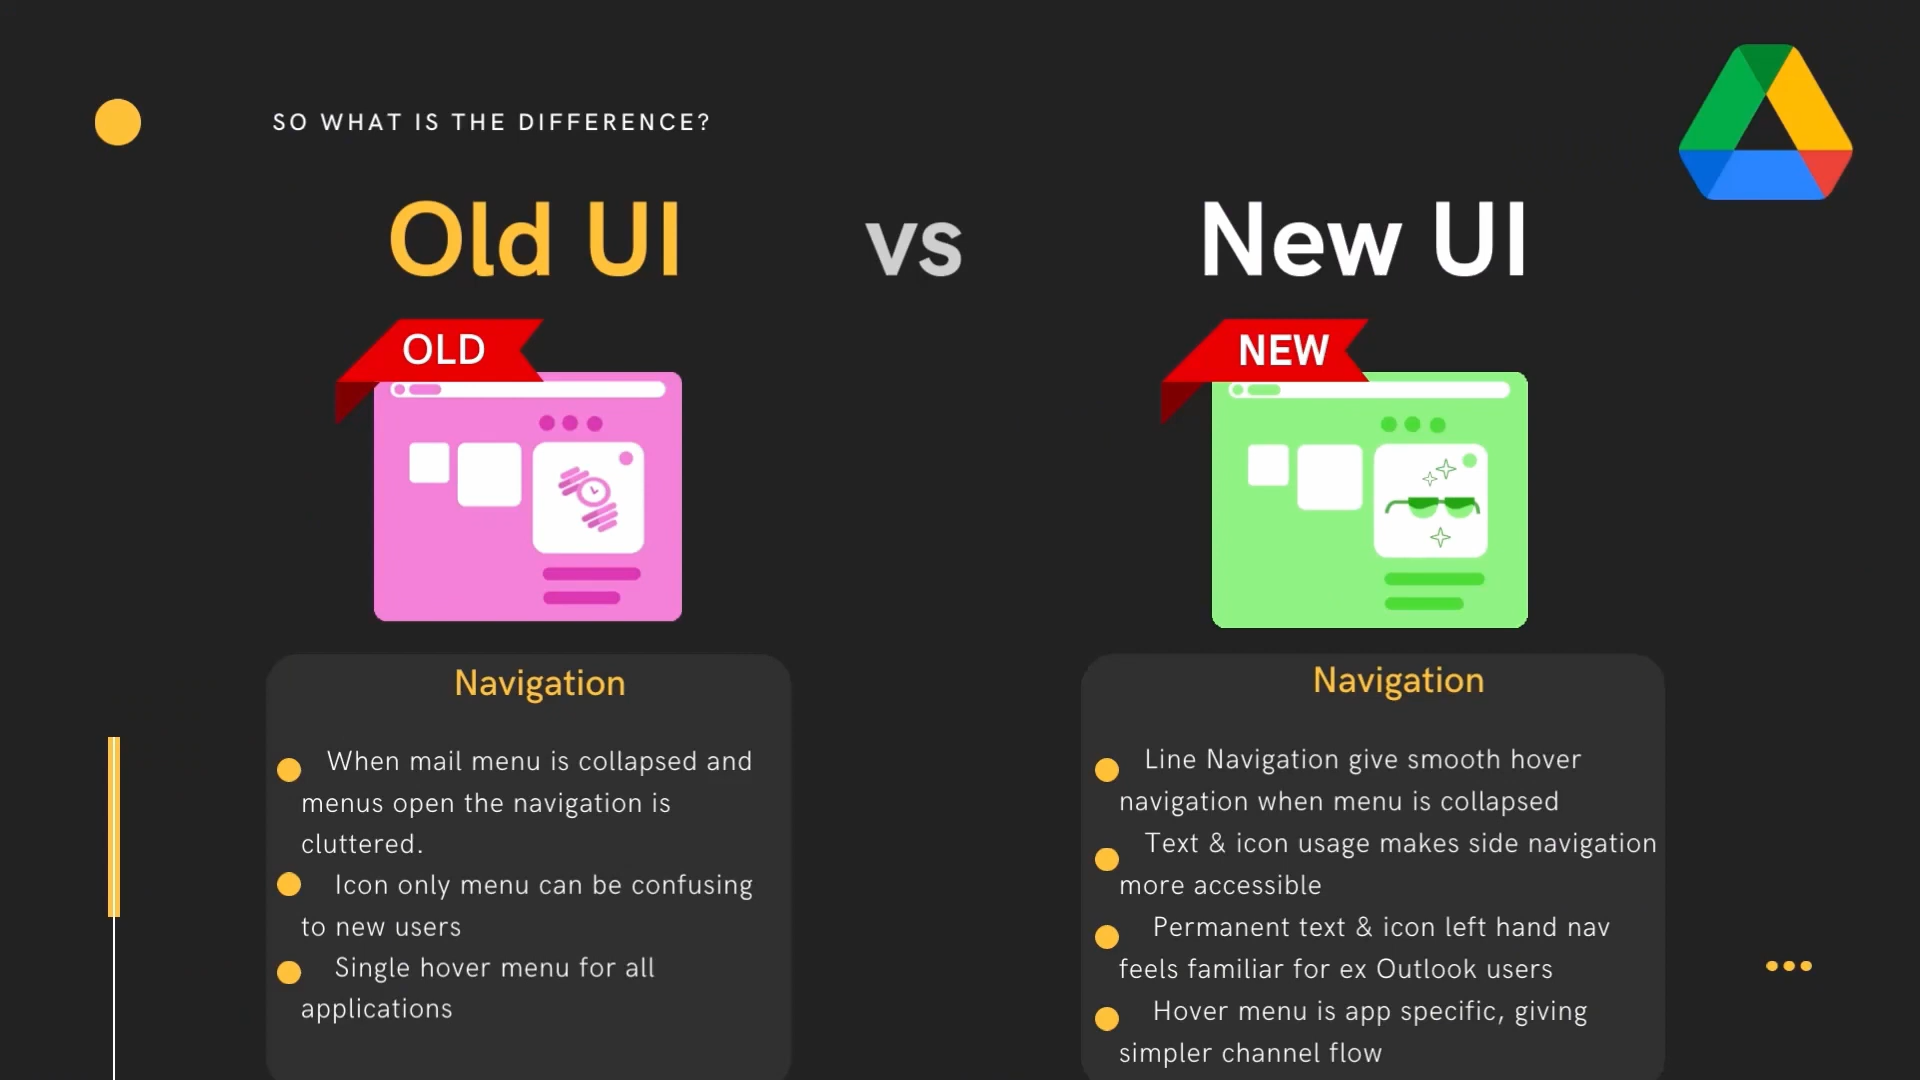 SO WHAT IS THE DIFFERENCE?
Old UI
vs
New UI
OLD
NEW
Navigation
When mail menu is collapsed and
menus open the navigation is
cluttered.
Icon only menu can be confusing
to new users
Single hover menu for all
applications
Navigation
Line Navigation give smooth hover
navigation when menu is collapsed
Text & icon usage makes side navigation
more accessible
Permanent text & icon left hand nav
feels familiar for ex Outlook users
Hover menu is app specific, giving
simpler channel flow